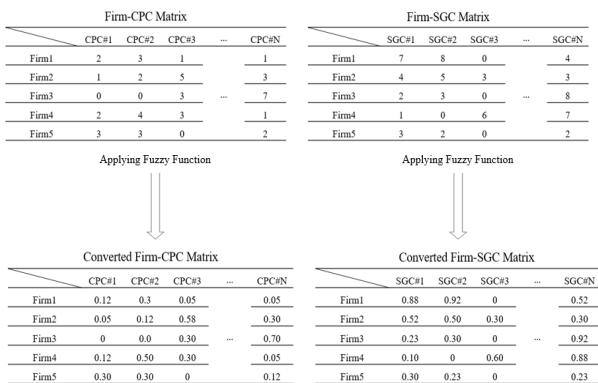 Firm-CPC Matrix Firm-SGC Matrix
CPC#1 CPC#2 CPC#3 ... CPC#N SGC#1 SGC#2 SGC#3 ... SGC#N
Firm1 2 3 1 1 Firm1 7 8 0 4
Firm2 1 2 5 3 Firm2 4 5 3 3
Firm3 0 0 3 ... 7 Firm3 2 3 0 ... 8
Firm4 2 4 3 1 Firm4 1 0 6 7
Firm5 3 3 0 2 Firm5 3 2 0 2
Applying Fuzzy Function Applying Fuzzy Function
Converted Firm-CPC Matrix Converted Firm-SGC Matrix
CPC#1 CPC#2 CPC#3 ... CPC#N SGC#1 SGC#2 SGC#3 ... SGC#N
Firm1 0.12 0.3 0.05 0.05 Firm1 0.88 0.92 0 0.52
Firm2 0.05 0.12 0.58 0.30 Firm2 0.52 0.50 0.30 0.30
Firm3 0 0.0 0.30 ... 0.70 Firm3 0.23 0.30 0 ... 0.92
Firm4 0.12 0.50 0.30 0.05 Firm4 0.10 0 0.60 0.88
Firm5 0.30 0.30 0 0.12 Firm5 0.30 0.23 0 0.23